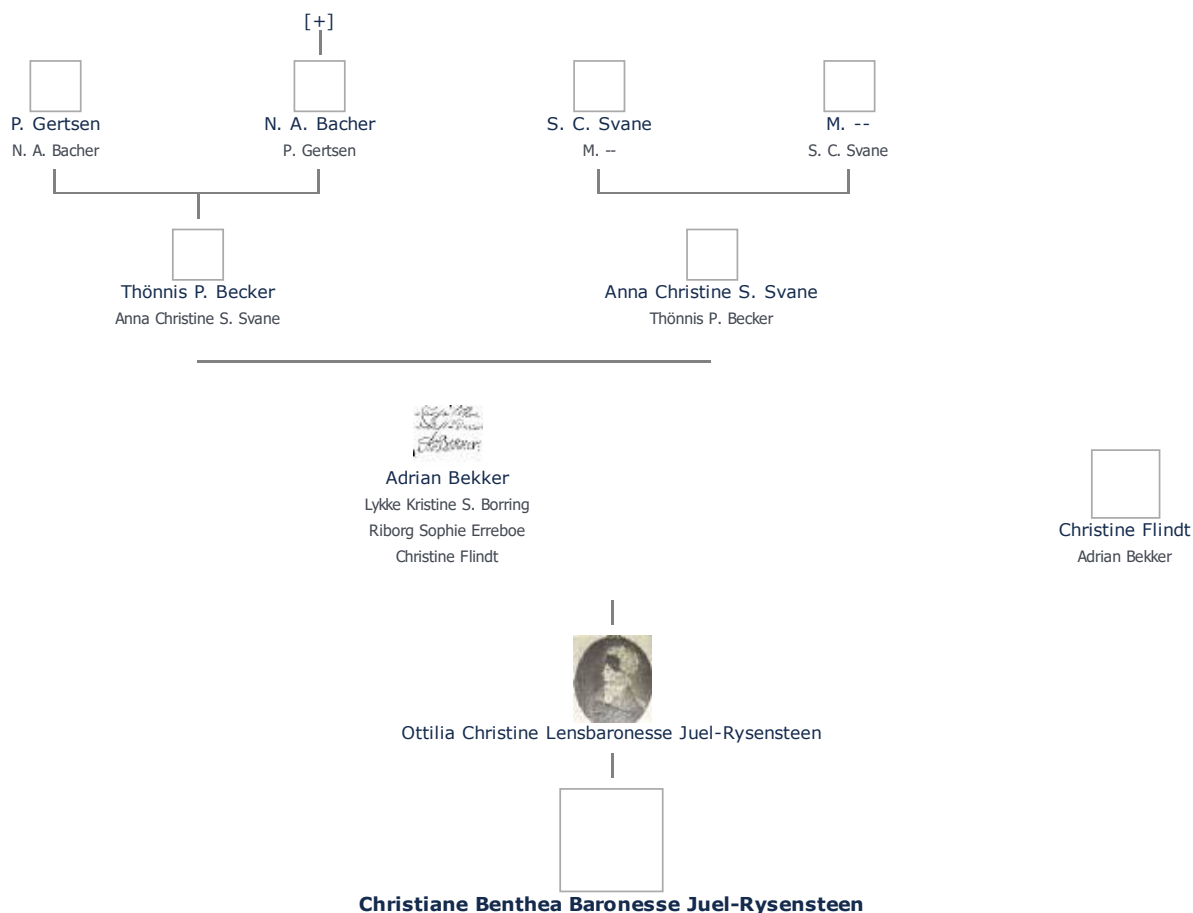 [+]
P. Gertsen
N. A. Bacher
S. C. Svane
M. --
N. A. Bacher
P. Gertsen
M. --
S. C. Svane
Thönnis P. Becker
Anna Christine S. Svane
Anna Christine S. Svane
Thönnis P. Becker
Adrian Bekker
Lykke Kristine S. Borring
Riborg Sophie Erreboe
Christine Flindt
Christine Flindt
Adrian Bekker
Ottilia Christine Lensbaronesse Juel-Rysensteen
Christiane Benthea Baronesse Juel-Rysensteen